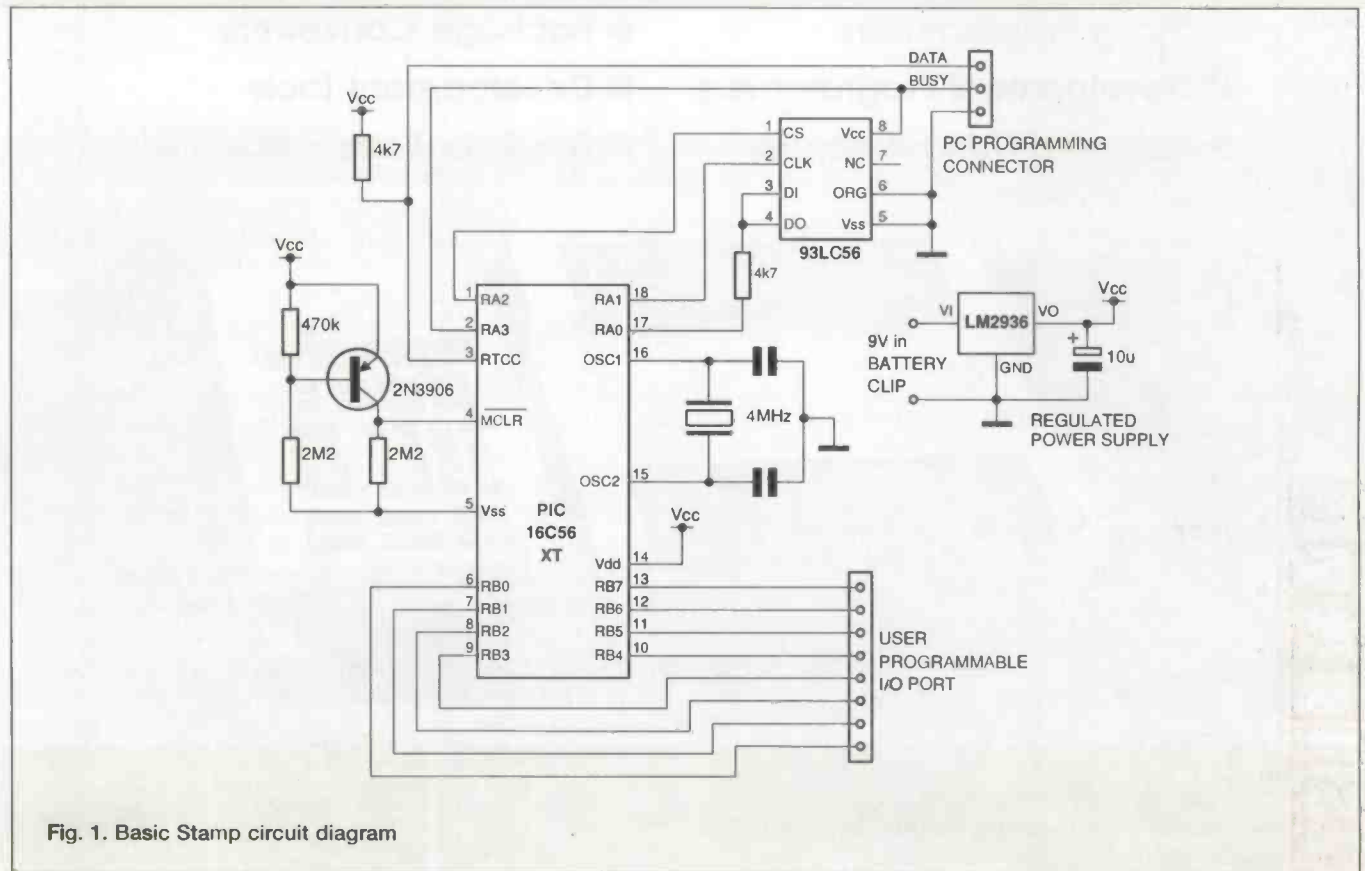 DATA
BUSY
PC PROGRAMMING
CONNECTOR
Vcc
4k7
1 CS Vcc 8
2 CLK NC 7
3 DI ORG 6
4 DO Vss 5
93LC56
4k7
Vcc
470k
2N3906
2M2
2M2
1 RA2 RA1 18
2 RA3 RA0 17
3 RTCC OSC1 16
4 MCLR
OSC2 15
5 Vss
PIC
16C56
XT
Vcc
Vdd 14
6 RB0 RB7 13
7 RB1 RB6 12
8 RB2 RB5 11
9 RB3 RB4 10
4MHz
Vcc
VI LM2936 VO
9V in
BATTERY
CLIP
GND
+
10u
REGULATED
POWER SUPPLY
USER
PROGRAMMABLE
I/O PORT
Fig. 1. Basic Stamp circuit diagram